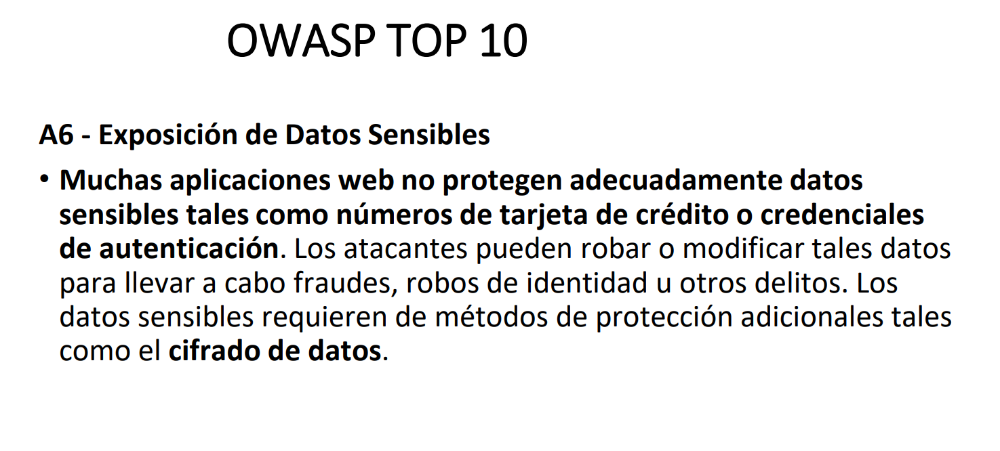 OWASP TOP 10
A6 - Exposición de Datos Sensibles
• Muchas aplicaciones web no protegen adecuadamente datos
sensibles tales como números de tarjeta de crédito o credenciales
de autenticación. Los atacantes pueden robar o modificar tales datos
para llevar a cabo fraudes, robos de identidad u otros delitos. Los
datos sensibles requieren de métodos de protección adicionales tales
como el cifrado de datos.